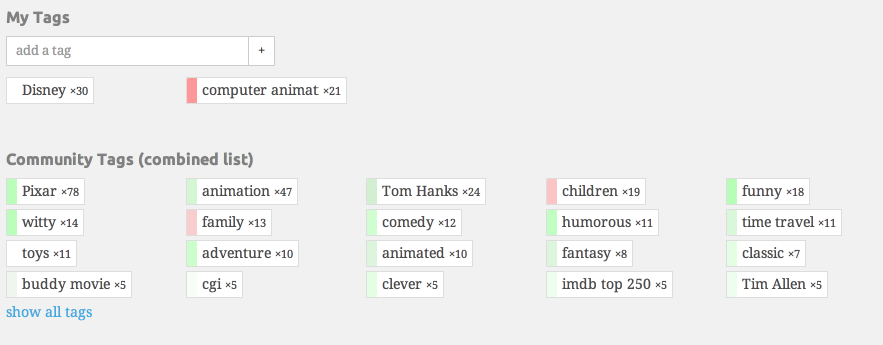 My Tags
add a tag +
Disney ×30 computer animat ×21
Community Tags (combined list)
Pixar ×78 animation ×47 Tom Hanks ×24 children ×19 funny ×18
witty ×14 family ×13 comedy ×12 humorous ×11 time travel ×11
toys ×11 adventure ×10 animated ×10 fantasy ×8 classic ×7
buddy movie ×5 cgi ×5 clever ×5 imdb top 250 ×5 Tim Allen ×5
show all tags